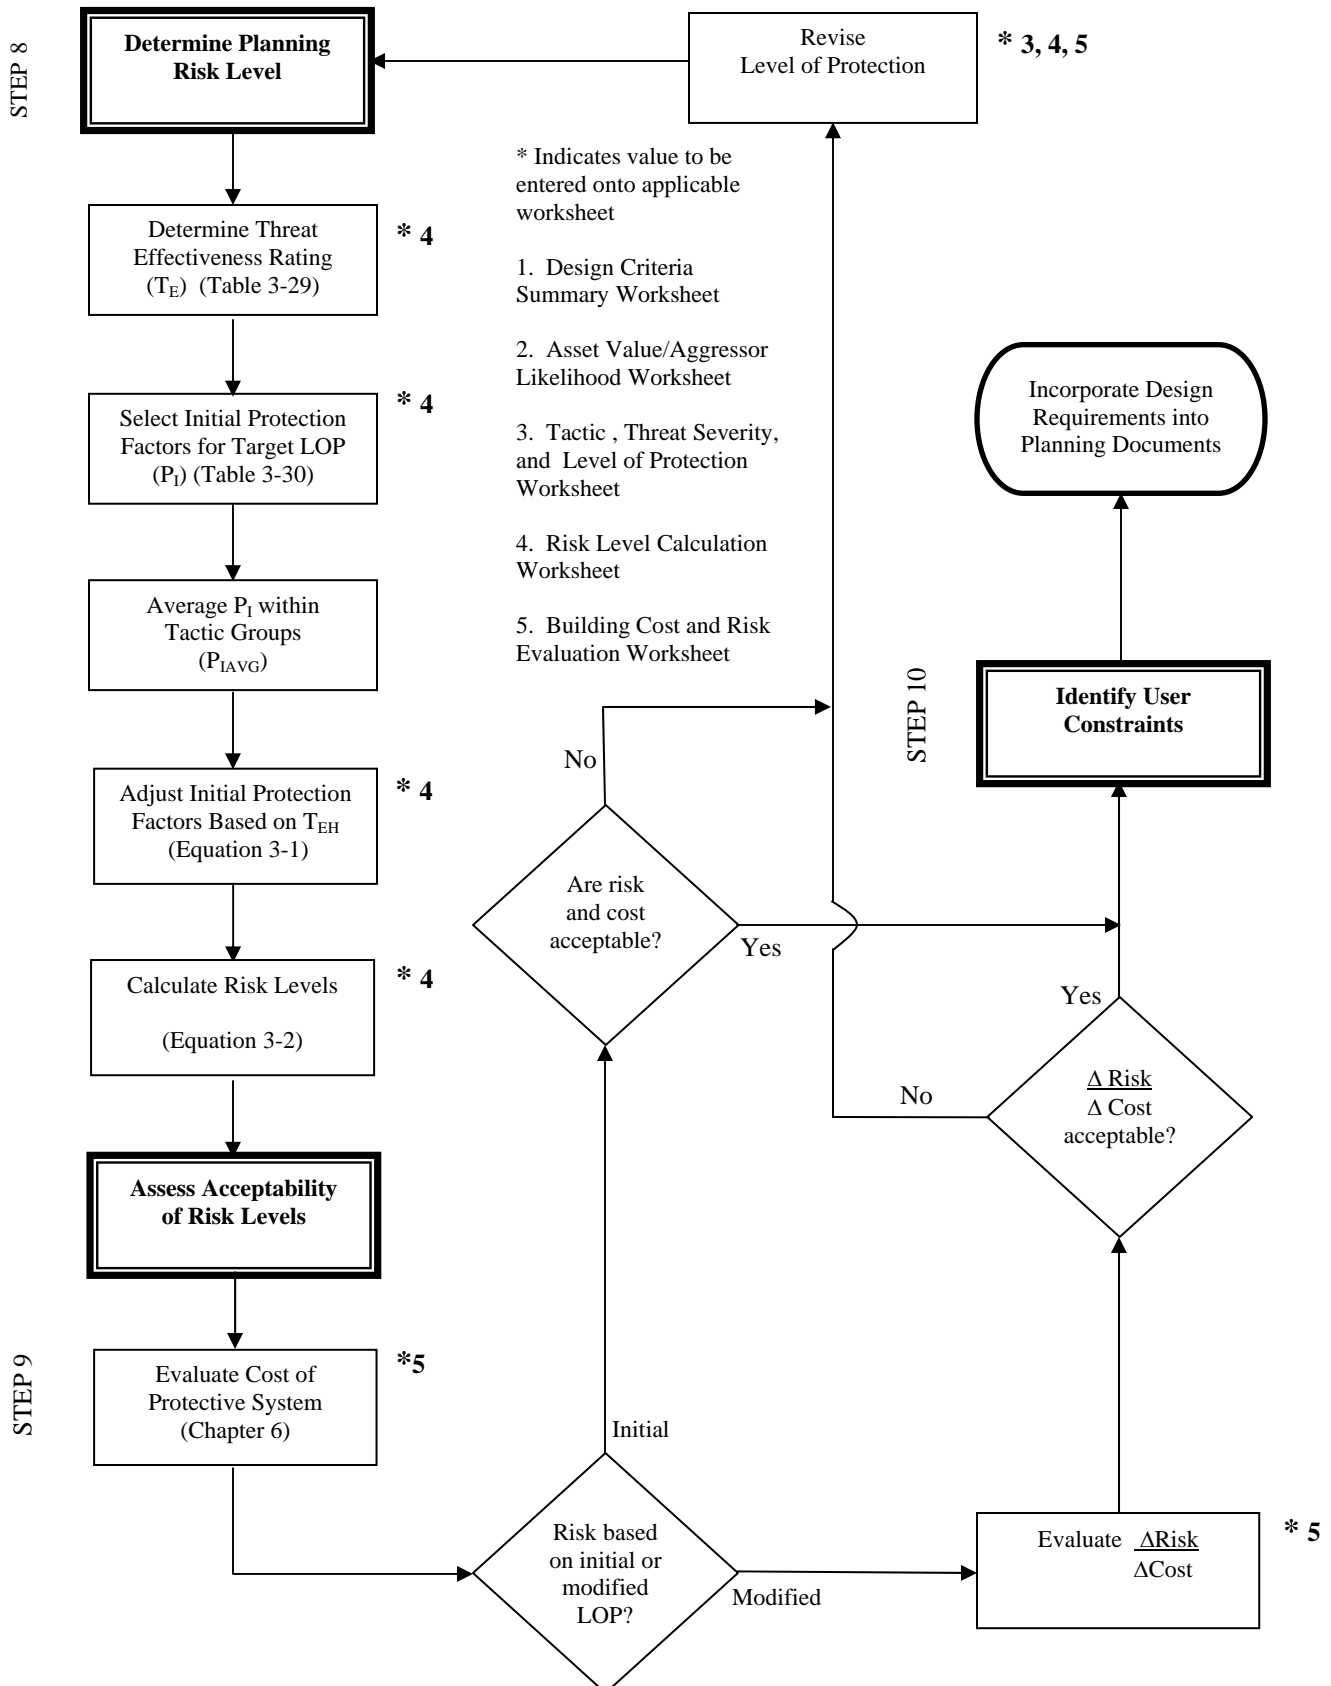 STEP 8
Determine Planning
Risk Level
Revise
Level of Protection
* 3, 4, 5
* Indicates value to be
entered onto applicable
worksheet
1. Design Criteria
Summary Worksheet
2. Asset Value/Aggressor
Likelihood Worksheet
3. Tactic , Threat Severity,
and Level of Protection
Worksheet
4. Risk Level Calculation
Worksheet
5. Building Cost and Risk
Evaluation Worksheet
Determine Threat
Effectiveness Rating
(TE) (Table 3-29)
* 4
Select Initial Protection
Factors for Target LOP
(PI) (Table 3-30)
* 4
Average PI within
Tactic Groups
(PIAVG)
Adjust Initial Protection
Factors Based on TEH
(Equation 3-1)
* 4
Calculate Risk Levels
(Equation 3-2)
* 4
Assess Acceptability
of Risk Levels
STEP 9
Evaluate Cost of
Protective System
(Chapter 6)
*5
Risk based
on initial or
modified
LOP?
Initial
Modified
Are risk
and cost
acceptable?
No
Yes
Evaluate ΔRisk
ΔCost
* 5
Δ Risk
Δ Cost
acceptable?
No
Yes
STEP 10
Identify User
Constraints
Incorporate Design
Requirements into
Planning Documents